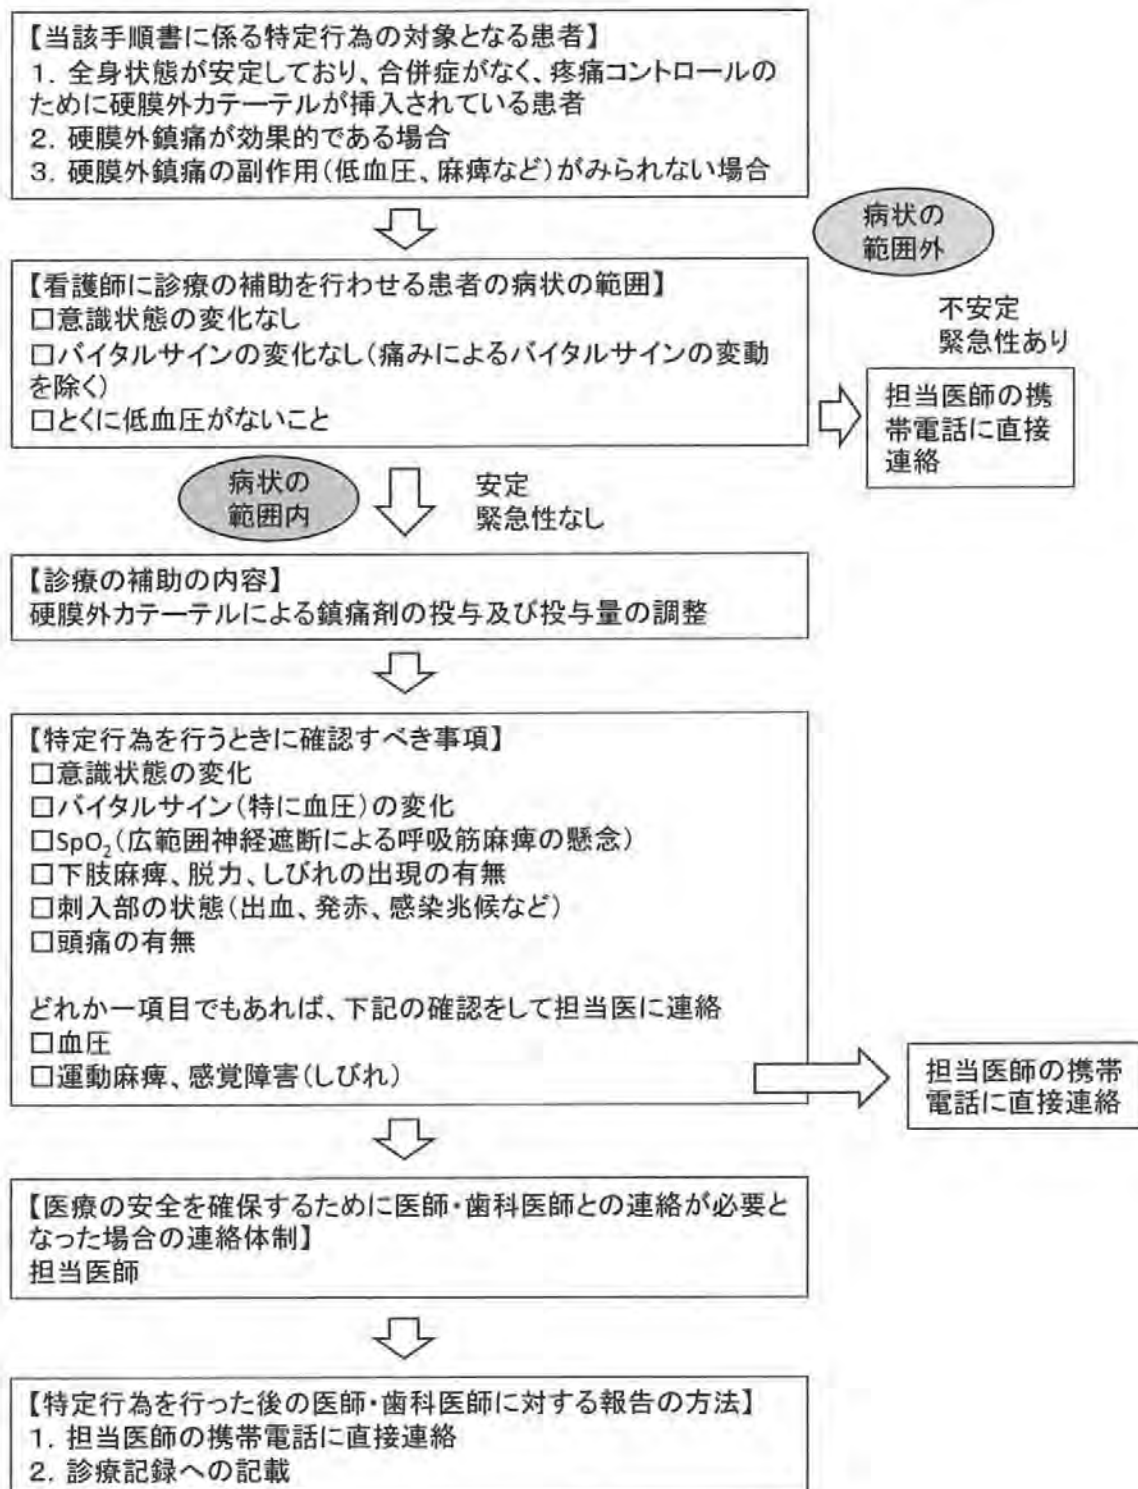 【当該手順書に係る特定行為の対象となる患者】
1. 全身状態が安定しており、合併症がなく、疼痛コントロールの
ために硬膜外カテーテルが挿入されている患者
2. 硬膜外鎮痛が効果的である場合
3. 硬膜外鎮痛の副作用(低血圧、麻痺など)がみられない場合
病状の
範囲外
【看護師に診療の補助を行わせる患者の病状の範囲】
□意識状態の変化なし
□バイタルサインの変化なし(痛みによるバイタルサインの変動
を除く)
□とくに低血圧がないこと
不安定
緊急性あり
担当医師の携
帯電話に直接
連絡
病状の
範囲内
安定
緊急性なし
【診療の補助の内容】
硬膜外カテーテルによる鎮痛剤の投与及び投与量の調整
【特定行為を行うときに確認すべき事項】
□意識状態の変化
□バイタルサイン(特に血圧)の変化
□SpO₂(広範囲神経遮断による呼吸筋麻痺の懸念)
□下肢麻痺、脱力、しびれの出現の有無
□刺入部の状態(出血、発赤、感染兆候など)
□頭痛の有無
どれか一項目でもあれば、下記の確認をして担当医に連絡
□血圧
□運動麻痺、感覚障害(しびれ)
担当医師の携帯
電話に直接連絡
【医療の安全を確保するために医師・歯科医師との連絡が必要と
なった場合の連絡体制】
担当医師
【特定行為を行った後の医師・歯科医師に対する報告の方法】
1. 担当医師の携帯電話に直接連絡
2. 診療記録への記載